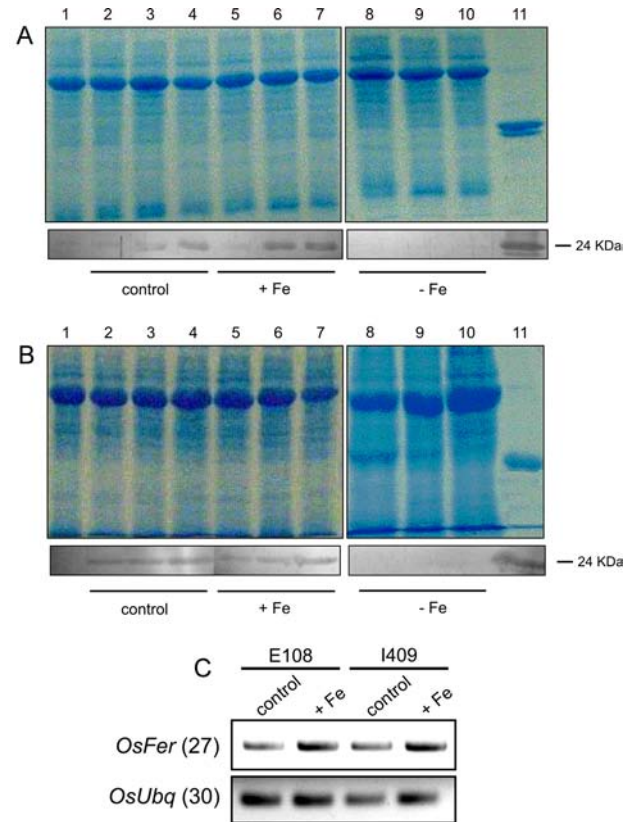 1 2 3 4 5 6 7 8 9 10 11
A
24 KDa
control + Fe - Fe
1 2 3 4 5 6 7 8 9 10 11
B
24 KDa
control + Fe - Fe
C
E108 I409
control + Fe control + Fe
OsFer (27)
OsUbq (30)